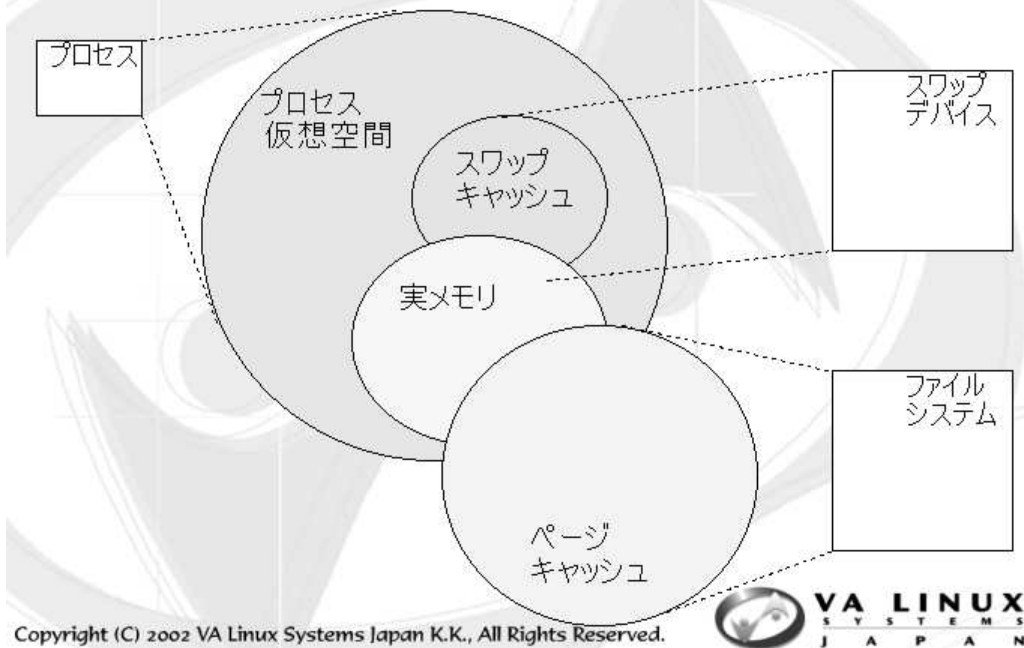 プロセス
プロセス
仮想空間
スワップ
キャッシュ
スワップ
デバイス
実メモリ
ファイル
システム
ページ
キャッシュ
Copyright (C) 2002 VA Linux Systems Japan K.K., All Rights Reserved.
VA LINUX
SYSTEMS
JAPAN